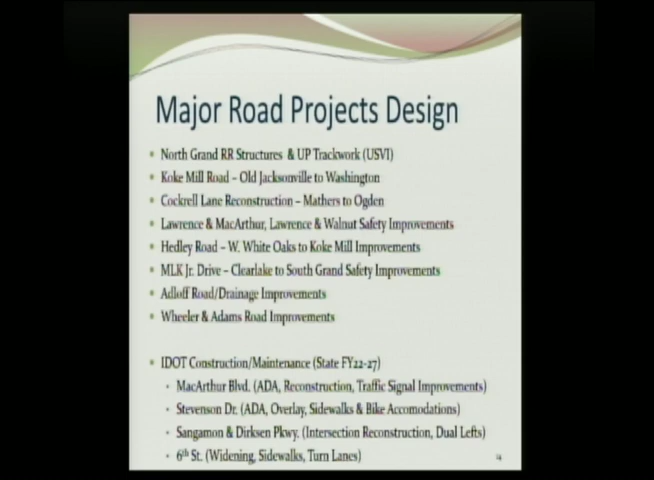 Major Road Projects Design
• North Grand RR Structures & UP Trackwork (USVI)
• Koke Mill Road – Old Jacksonville to Washington
• Cockrell Lane Reconstruction – Mathers to Ogden
• Lawrence & MacArthur, Lawrence & Walnut Safety Improvements
• Hedley Road – W. White Oaks to Koke Mill Improvements
• MLK Jr. Drive – Clearlake to South Grand Safety Improvements
• Adloff Road/Drainage Improvements
• Wheeler & Adams Road Improvements
• IDOT Construction/Maintenance (State FY22-27)
• MacArthur Blvd. (ADA, Reconstruction, Traffic Signal Improvements)
• Stevenson Dr. (ADA, Overlay, Sidewalks & Bike Accomodations)
• Sangamon & Dirksen Pkwy. (Intersection Reconstruction, Dual Lefts)
• 6th St. (Widening, Sidewalks, Turn Lanes)